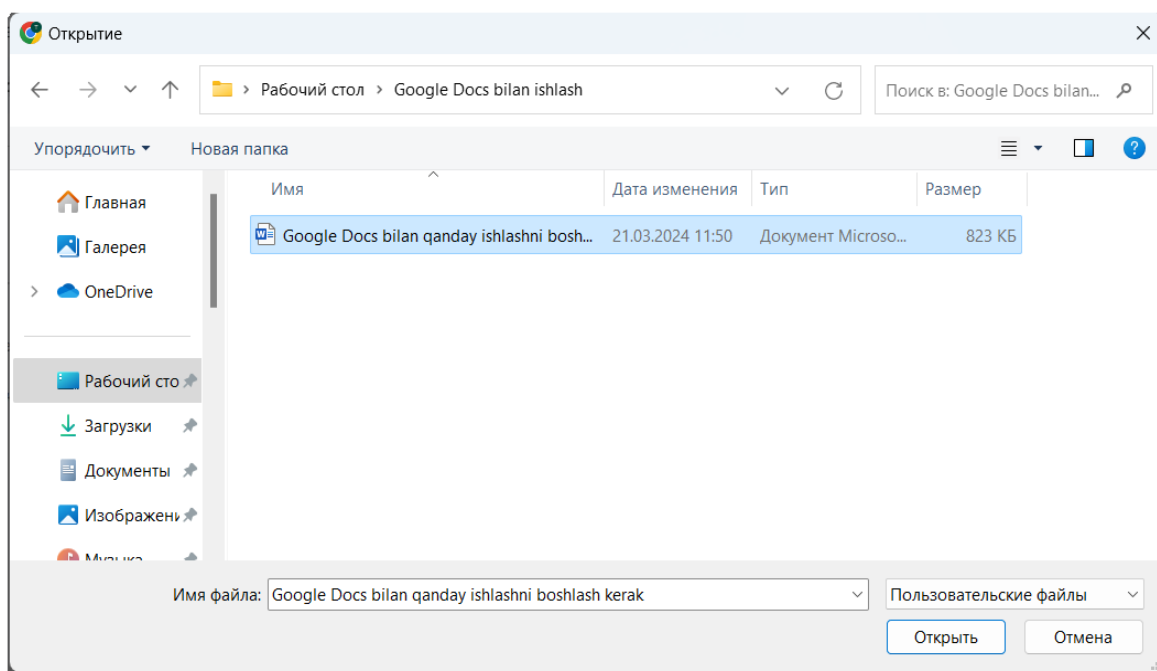 Открытие
Рабочий стол > Google Docs bilan ishlash
Поиск в: Google Docs bilan...
Упорядочить Новая папка
Имя Дата изменения Тип Размер
Google Docs bilan qanday ishlashni bosh... 21.03.2024 11:50 Документ Microso... 823 КБ
Главная
Галерея
OneDrive
Рабочий сто
Загрузки
Документы
Изображени
Музыка
Имя файла: Google Docs bilan qanday ishlashni boshlash kerak Пользовательские файлы
Открыть Отмена